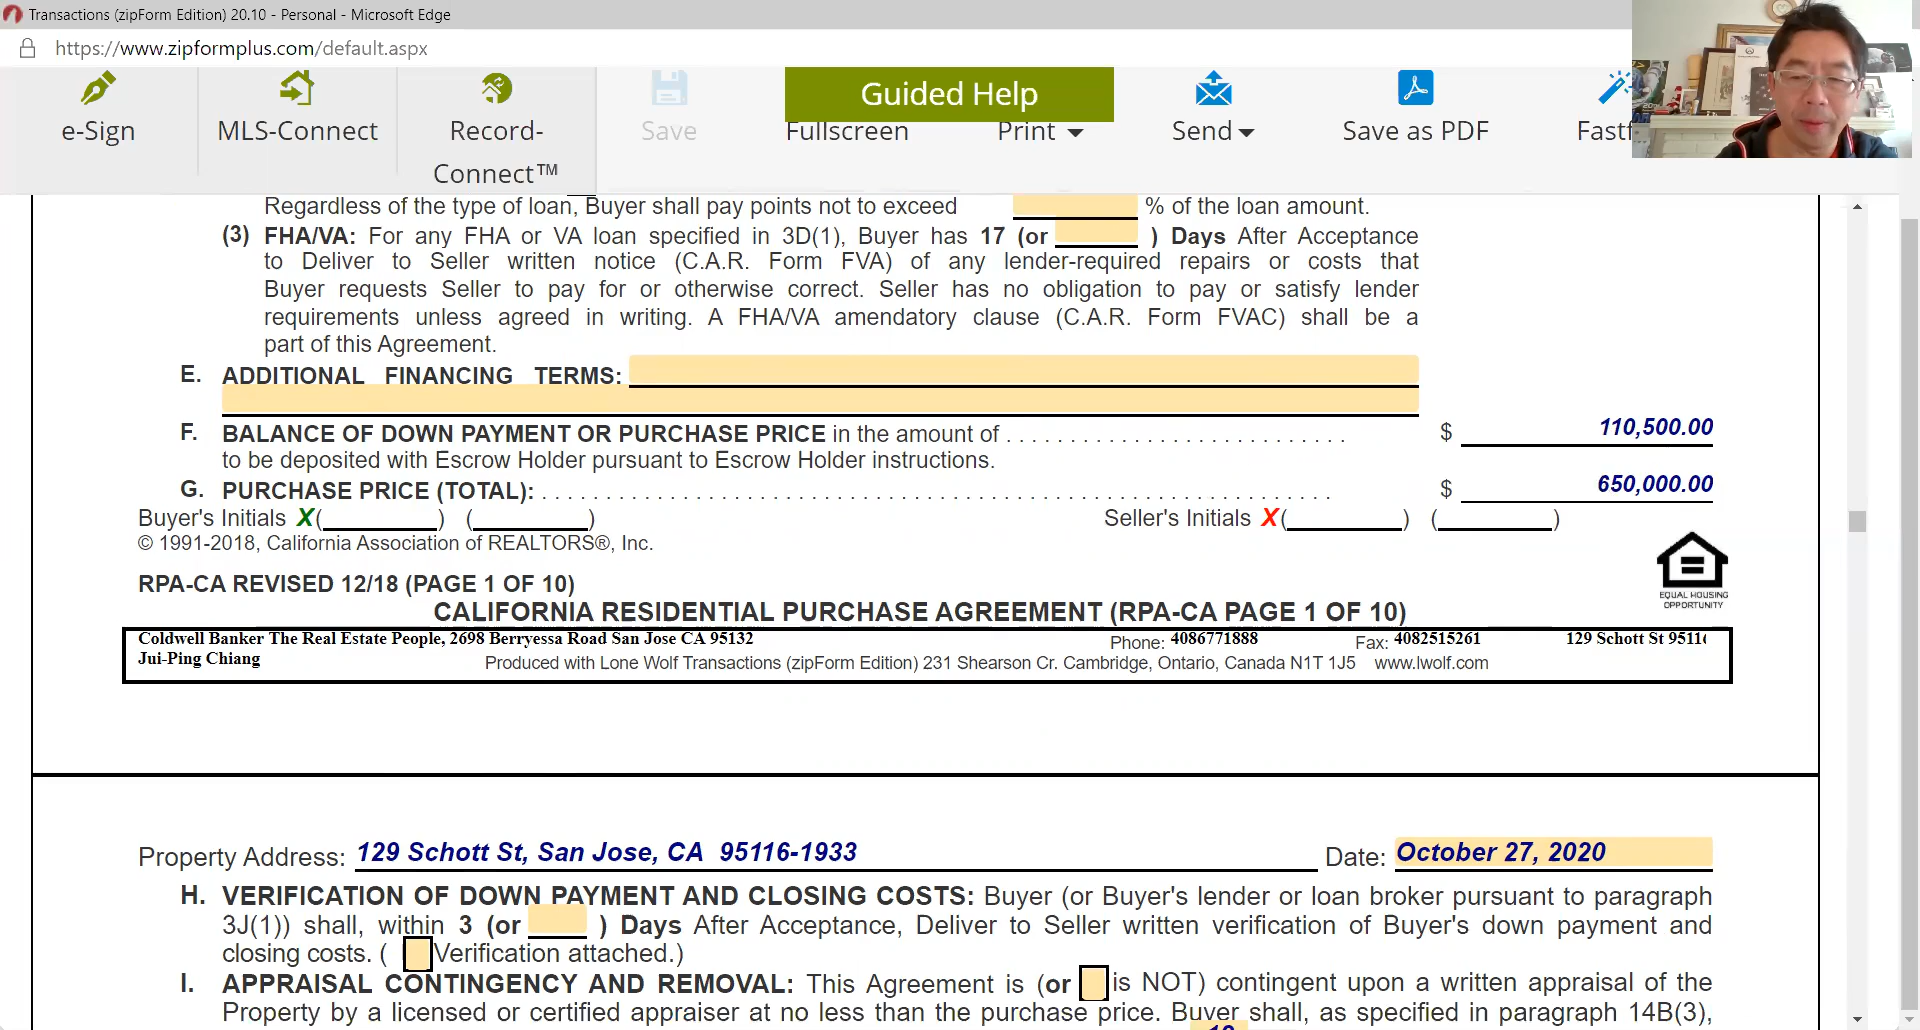 Transactions (zipForm Edition) 20.10 - Personal - Microsoft Edge
https://www.zipformplus.com/default.aspx
Guided Help
e-Sign MLS-Connect Record-Connect™ Save Fullscreen Print Send Save as PDF
Regardless of the type of loan, Buyer shall pay points not to exceed % of the loan amount.
(3) FHA/VA: For any FHA or VA loan specified in 3D(1), Buyer has 17 (or ) Days After Acceptance
to Deliver to Seller written notice (C.A.R. Form FVA) of any lender-required repairs or costs that
Buyer requests Seller to pay for or otherwise correct. Seller has no obligation to pay or satisfy lender
requirements unless agreed in writing. A FHA/VA amendatory clause (C.A.R. Form FVAC) shall be a
part of this Agreement.
E. ADDITIONAL FINANCING TERMS:
F. BALANCE OF DOWN PAYMENT OR PURCHASE PRICE in the amount of . . . . . . . . . . . . . . . . . . . . . . . . . . . $ 110,500.00
to be deposited with Escrow Holder pursuant to Escrow Holder instructions.
G. PURCHASE PRICE (TOTAL): . . . . . . . . . . . . . . . . . . . . . . . . . . . . . . . . . . . . . . . . . . . . . . . . . . . . . . . . . . . . . . $ 650,000.00
Buyer's Initials X( ) ( ) Seller's Initials X( ) ( )
© 1991-2018, California Association of REALTORS®, Inc.
EQUAL HOUSING
OPPORTUNITY
RPA-CA REVISED 12/18 (PAGE 1 OF 10)
CALIFORNIA RESIDENTIAL PURCHASE AGREEMENT (RPA-CA PAGE 1 OF 10)
Coldwell Banker The Real Estate People, 2698 Berryessa Road San Jose CA 95132 Phone: 4086771888 Fax: 4082515261 129 Schott St
Jui-Ping Chiang Produced with Lone Wolf Transactions (zipForm Edition) 231 Shearson Cr. Cambridge, Ontario, Canada N1T 1J5 www.lwolf.com
Property Address: 129 Schott St, San Jose, CA 95116-1933 Date: October 27, 2020
H. VERIFICATION OF DOWN PAYMENT AND CLOSING COSTS: Buyer (or Buyer's lender or loan broker pursuant to paragraph
3J(1)) shall, within 3 (or ) Days After Acceptance, Deliver to Seller written verification of Buyer's down payment and
closing costs. ( Verification attached.)
I. APPRAISAL CONTINGENCY AND REMOVAL: This Agreement is (or is NOT) contingent upon a written appraisal of the
Property by a licensed or certified appraiser at no less than the purchase price. Buyer shall, as specified in paragraph 14B(3),